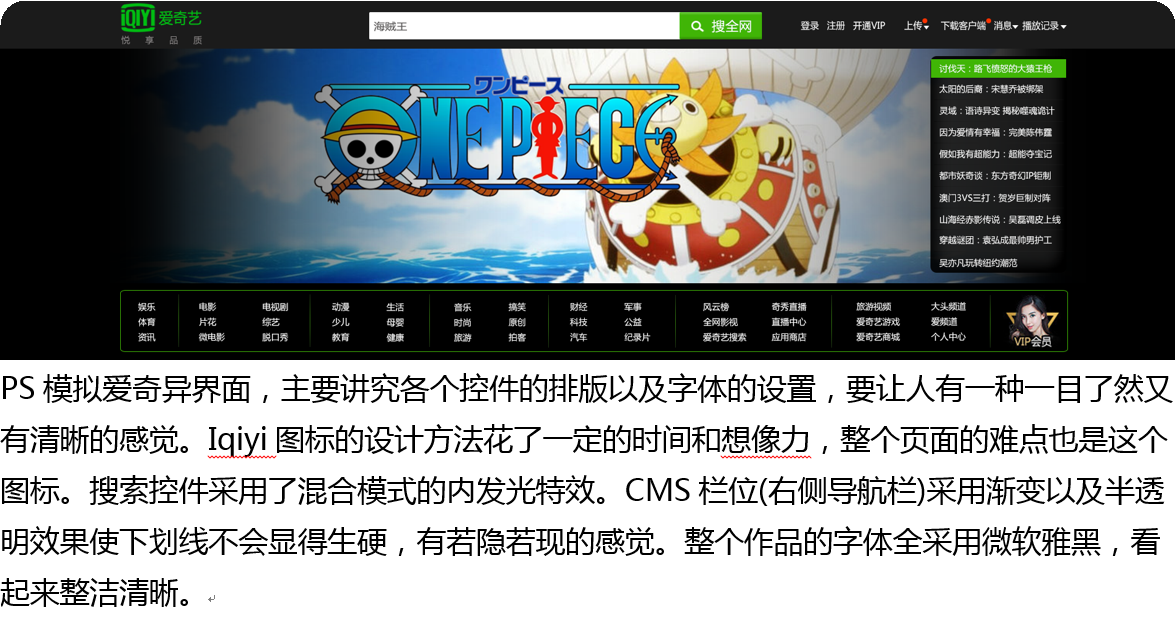 iQIYI 爱奇艺
悦 享 品 质
海贼王
搜全网
登录 注册 开通VIP 上传 下载客户端 消息 播放记录
ワンピース
ONE PIECE
讨伐天：路飞愤怒的大猿王枪
太阳的后裔：宋慧乔被绑架
灵域：语诗异变 揭秘噬魂诡计
因为爱情有幸福：完美陈伟霆
假如我有超能力：超能夺宝记
都市妖奇谈：东方奇幻IP钜制
澳门3VS三打：贺岁巨制对阵
山海经赤影传说：吴磊调皮上线
穿越谜团：袁弘成最帅男护工
吴亦凡玩转纽约潮范
娱乐 电影 电视剧 动漫 生活 音乐 搞笑 财经 军事 风云榜 奇秀直播 旅游视频 大头频道
体育 片花 综艺 少儿 母婴 时尚 原创 科技 公益 全网影视 直播中心 爱奇艺游戏 爱频道
资讯 微电影 脱口秀 教育 健康 旅游 拍客 汽车 纪录片 爱奇艺搜索 应用商店 爱奇艺商城 个人中心
VIP会员
PS 模拟爱奇异界面，主要讲究各个控件的排版以及字体的设置，要让人有一种一目了然又
有清晰的感觉。Iqiyi 图标的设计方法花了一定的时间和想像力，整个页面的难点也是这个
图标。搜索控件采用了混合模式的内发光特效。CMS 栏位(右侧导航栏)采用渐变以及半透
明效果使下划线不会显得生硬，有若隐若现的感觉。整个作品的字体全采用微软雅黑，看
起来整洁清晰。